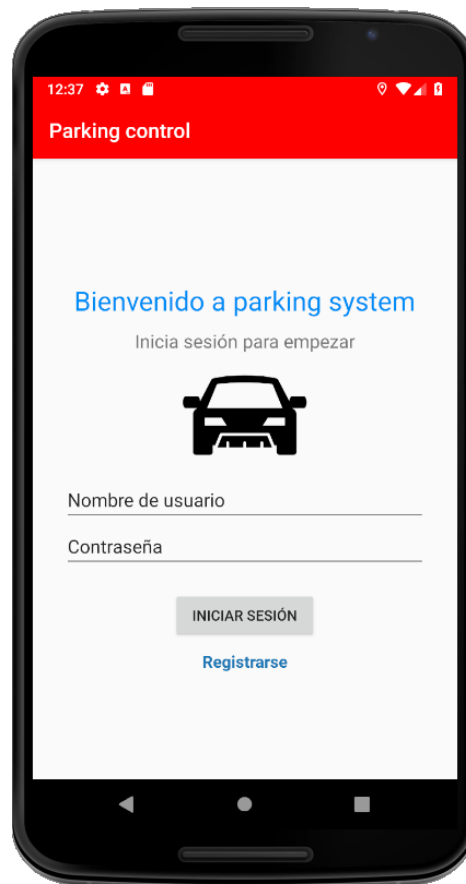 12:37
Parking control
Bienvenido a parking system
Inicia sesión para empezar
Nombre de usuario
Contraseña
INICIAR SESIÓN
Registrarse